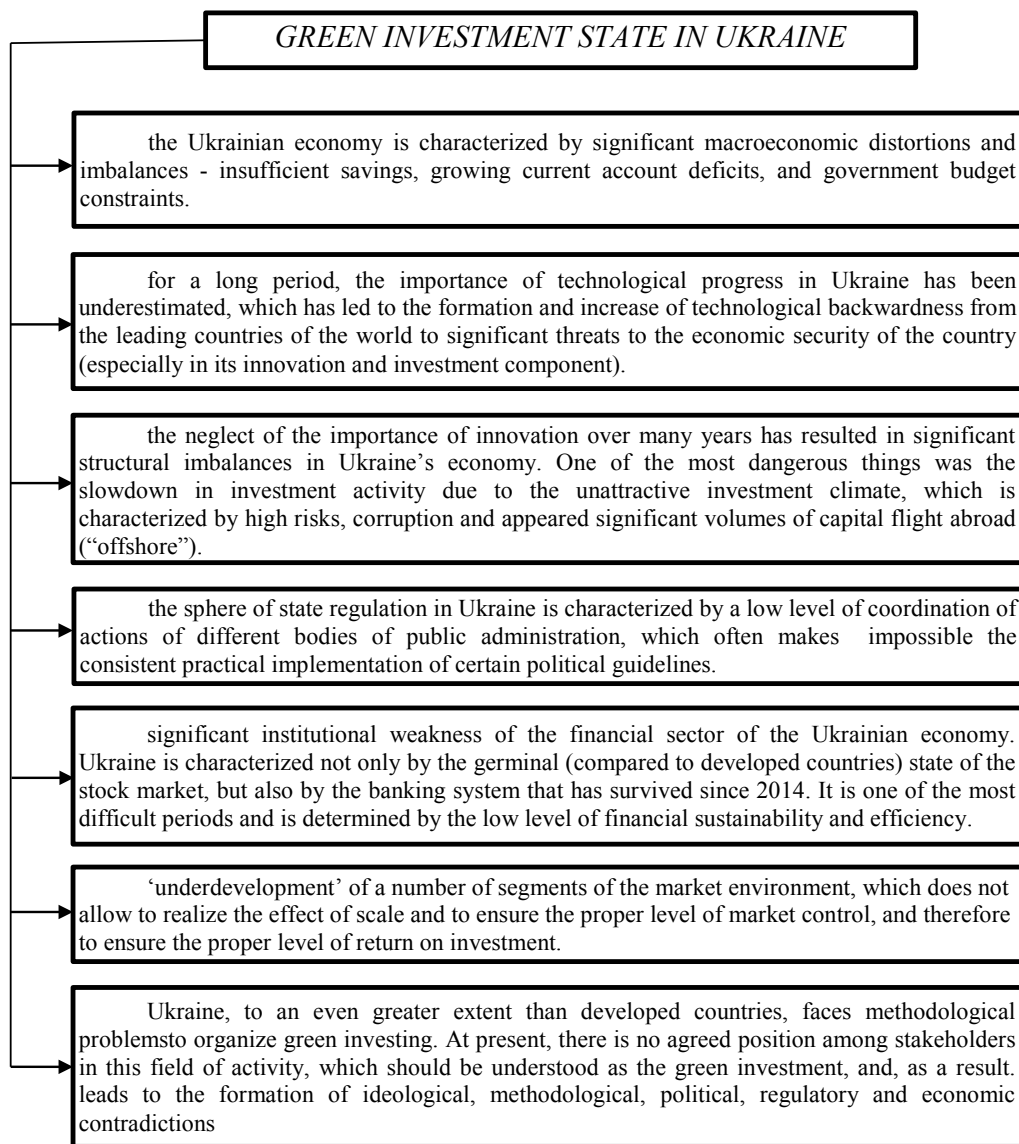 GREEN INVESTMENT STATE IN UKRAINE
the Ukrainian economy is characterized by significant macroeconomic distortions and
imbalances - insufficient savings, growing current account deficits, and government budget
constraints.
for a long period, the importance of technological progress in Ukraine has been
underestimated, which has led to the formation and increase of technological backwardness from
the leading countries of the world to significant threats to the economic security of the country
(especially in its innovation and investment component).
the neglect of the importance of innovation over many years has resulted in significant
structural imbalances in Ukraine’s economy. One of the most dangerous things was the
slowdown in investment activity due to the unattractive investment climate, which is
characterized by high risks, corruption and appeared significant volumes of capital flight abroad
(“offshore”).
the sphere of state regulation in Ukraine is characterized by a low level of coordination of
actions of different bodies of public administration, which often makes impossible the
consistent practical implementation of certain political guidelines.
significant institutional weakness of the financial sector of the Ukrainian economy.
Ukraine is characterized not only by the germinal (compared to developed countries) state of the
stock market, but also by the banking system that has survived since 2014. It is one of the most
difficult periods and is determined by the low level of financial sustainability and efficiency.
‘underdevelopment’ of a number of segments of the market environment, which does not
allow to realize the effect of scale and to ensure the proper level of market control, and therefore
to ensure the proper level of return on investment.
Ukraine, to an even greater extent than developed countries, faces methodological
problemsto organize green investing. At present, there is no agreed position among stakeholders
in this field of activity, which should be understood as the green investment, and, as a result.
leads to the formation of ideological, methodological, political, regulatory and economic
contradictions